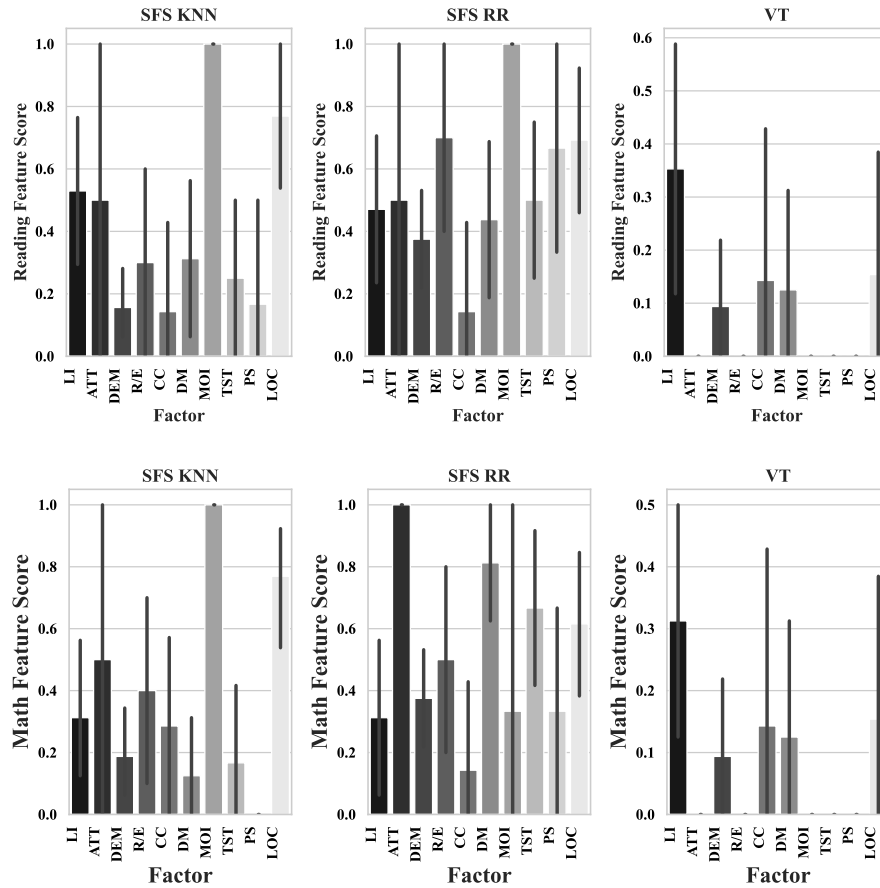 SFS KNN
SFS RR
VT
Reading Feature Score
1.0
0.8
0.6
0.4
0.2
0.0
LI
ATT
DEM
R/E
CC
DM
MOI
TST
PS
LOC
Factor
Reading Feature Score
1.0
0.8
0.6
0.4
0.2
0.0
LI
ATT
DEM
R/E
CC
DM
MOI
TST
PS
LOC
Factor
Reading Feature Score
0.6
0.5
0.4
0.3
0.2
0.1
0.0
LI
ATT
DEM
R/E
CC
DM
MOI
TST
PS
LOC
Factor
SFS KNN
SFS RR
VT
Math Feature Score
1.0
0.8
0.6
0.4
0.2
0.0
LI
ATT
DEM
R/E
CC
DM
MOI
TST
PS
LOC
Factor
Math Feature Score
1.0
0.8
0.6
0.4
0.2
0.0
LI
ATT
DEM
R/E
CC
DM
MOI
TST
PS
LOC
Factor
Math Feature Score
0.5
0.4
0.3
0.2
0.1
0.0
LI
ATT
DEM
R/E
CC
DM
MOI
TST
PS
LOC
Factor